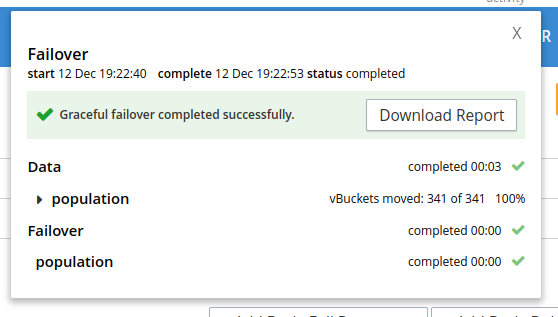 activity
X
R
Failover
start 12 Dec 19:22:40 complete 12 Dec 19:22:53 status completed
Graceful failover completed successfully.
Download Report
Data completed 00:03
population vBuckets moved: 341 of 341 100%
Failover completed 00:00
population completed 00:00